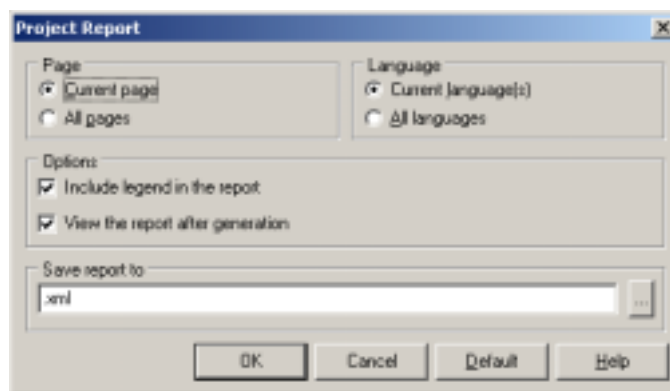 Project Report
Page
Current page
All pages
Language
Current language(s)
All languages
Options
Include legend in the report
View the report after generation
Save report to
.xml
...
OK
Cancel
Default
Help